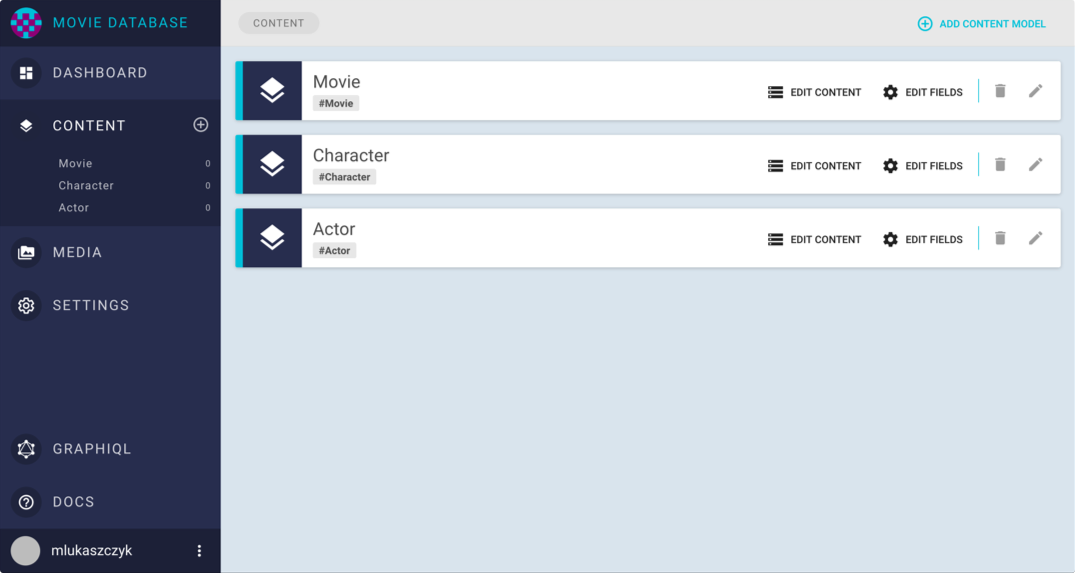 MOVIE DATABASE
DASHBOARD
CONTENT
Movie 0
Character 0
Actor 0
MEDIA
SETTINGS
GRAPHIQL
DOCS
mlukaszczyk
CONTENT
ADD CONTENT MODEL
Movie
#Movie
EDIT CONTENT EDIT FIELDS
Character
#Character
EDIT CONTENT EDIT FIELDS
Actor
#Actor
EDIT CONTENT EDIT FIELDS